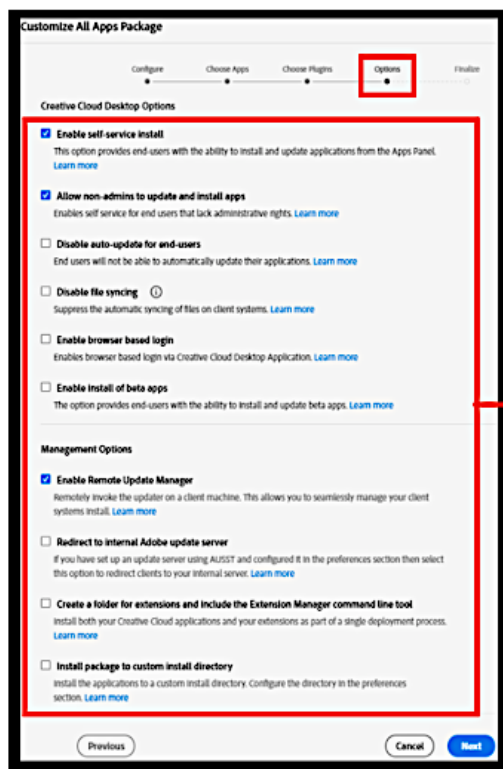 Customize All Apps Package
Configure Choose Apps Choose Plugins Options Finalize
Creative Cloud Desktop Options
Enable self-service install
This option provides end-users with the ability to install and update applications from the Apps Panel.
Learn more
Allow non-admins to update and install apps
Enables self service for end users that lack administrative rights. Learn more
Disable auto-update for end-users
End users will not be able to automatically update their applications. Learn more
Disable file syncing
Suppress the automatic syncing of files on client systems. Learn more
Enable browser based login
Enables browser based login via Creative Cloud Desktop Application. Learn more
Enable install of beta apps
The option provides end-users with the ability to install and update beta apps. Learn more
Management Options
Enable Remote Update Manager
Remotely invoke the updater on a client machine. This allows you to seamlessly manage your client
systems install. Learn more
Redirect to internal Adobe update server
If you have set up an update server using AUSST and configured it in the preferences section then select
this option to redirect clients to your internal server. Learn more
Create a folder for extensions and include the Extension Manager command line tool
Install both your Creative Cloud applications and your extensions as part of a single deployment process.
Learn more
Install package to custom install directory
Install the applications to a custom install directory. Configure the directory in the preferences
section. Learn more
Previous Cancel Next